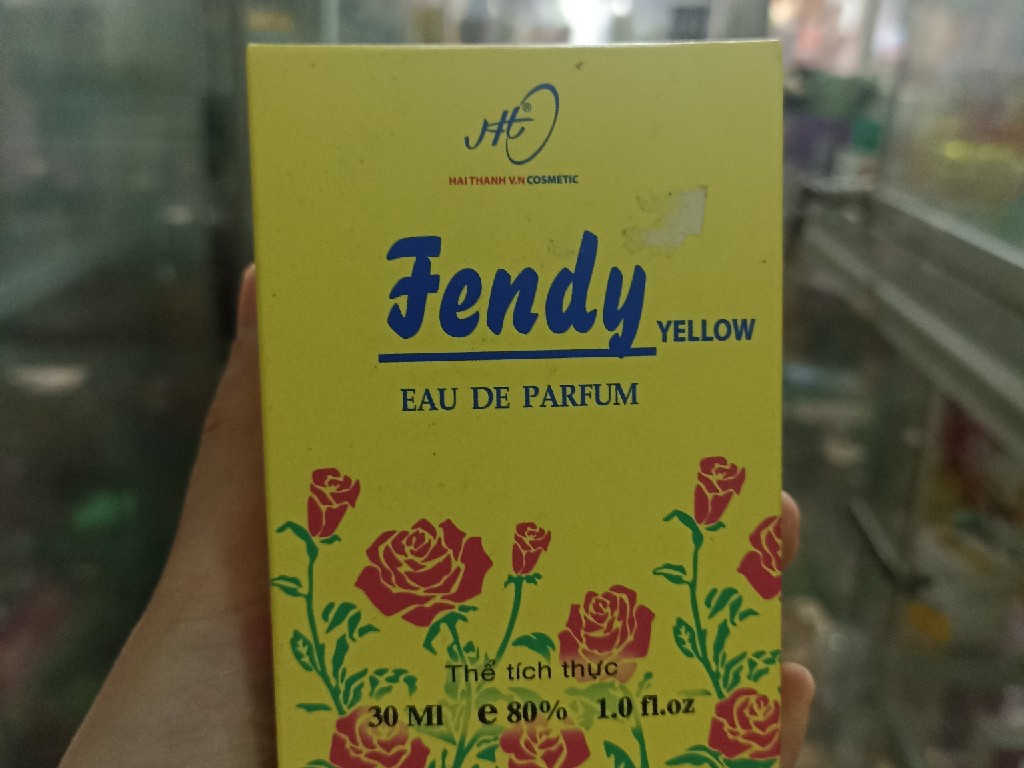 HT®
HAI THANH V.N COSMETIC
Fendy YELLOW
EAU DE PARFUM
Thể tích thực
30 Ml e 80% 1.0 fl.oz